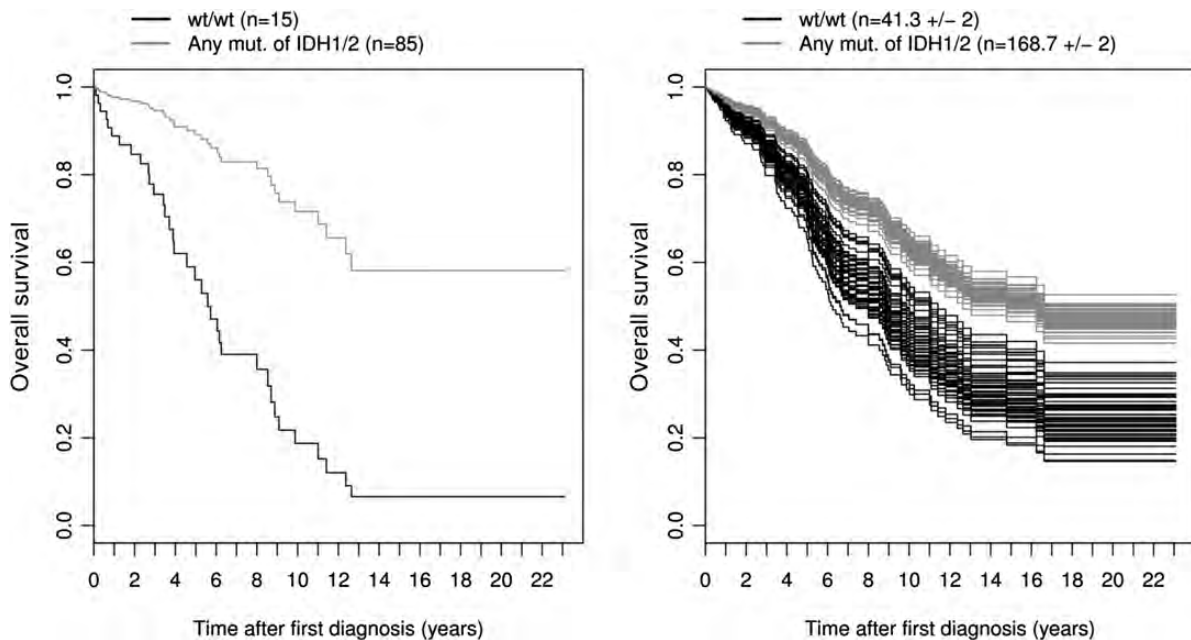 wt/wt (n=15)
Any mut. of IDH1/2 (n=85)
Overall survival
1.0
0.8
0.6
0.4
0.2
0.0
0 2 4 6 8 10 12 14 16 18 20 22
Time after first diagnosis (years)
wt/wt (n=41.3 +/− 2)
Any mut. of IDH1/2 (n=168.7 +/− 2)
Overall survival
1.0
0.8
0.6
0.4
0.2
0.0
0 2 4 6 8 10 12 14 16 18 20 22
Time after first diagnosis (years)